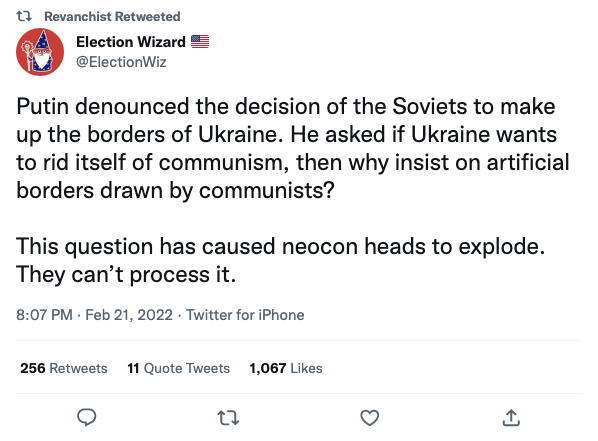 Revanchist Retweeted
Election Wizard 🇺🇸
@ElectionWiz
Putin denounced the decision of the Soviets to make
up the borders of Ukraine. He asked if Ukraine wants
to rid itself of communism, then why insist on artificial
borders drawn by communists?
This question has caused neocon heads to explode.
They can’t process it.
8:07 PM · Feb 21, 2022 · Twitter for iPhone
256 Retweets 11 Quote Tweets 1,067 Likes